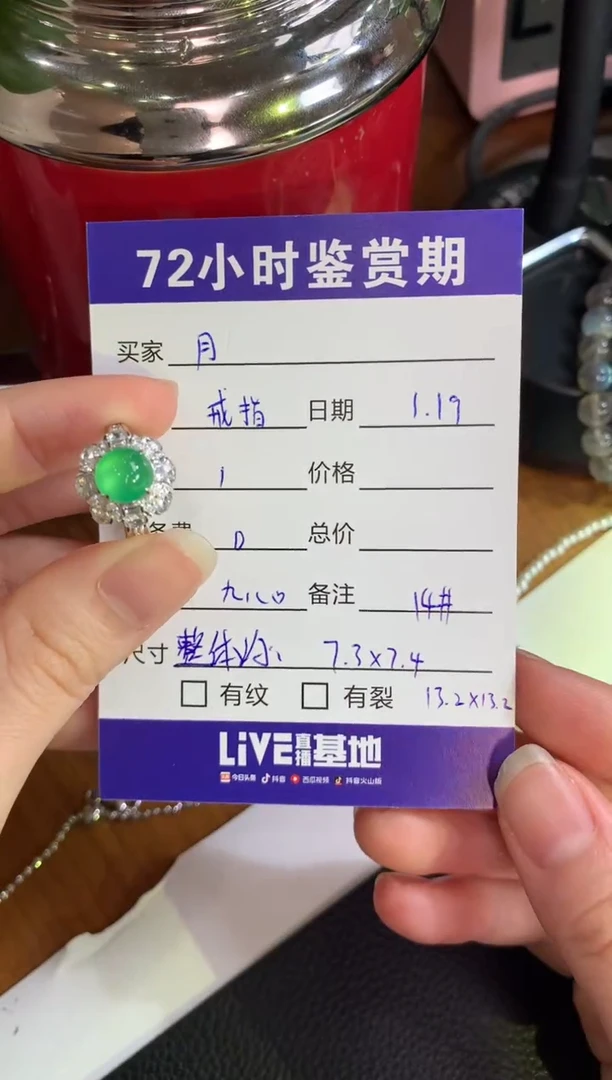 72小时鉴赏期
买家 月
戒指 日期 1.19
1 价格
务费 0 总价
备注 14#
尺寸 整体 7.3x7.4
有纹 有裂 13.2x13.2
LiVE直播基地
今日头条 抖音 西瓜视频 抖音火山版